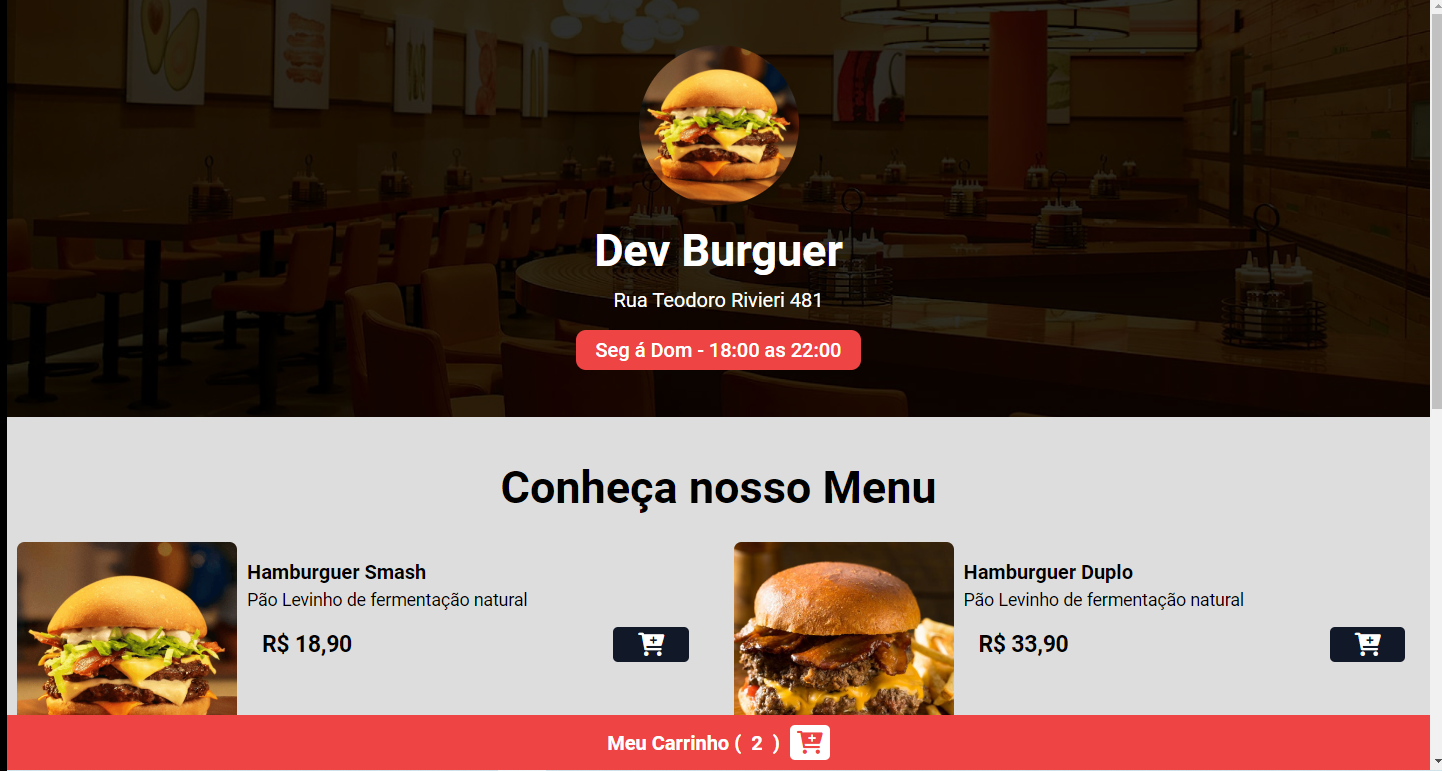 Dev Burguer
Rua Teodoro Rivieri 481
Seg á Dom - 18:00 as 22:00
Conheça nosso Menu
Hamburguer Smash
Pão Levinho de fermentação natural
R$ 18,90
Hamburguer Duplo
Pão Levinho de fermentação natural
R$ 33,90
Meu Carrinho ( 2 )